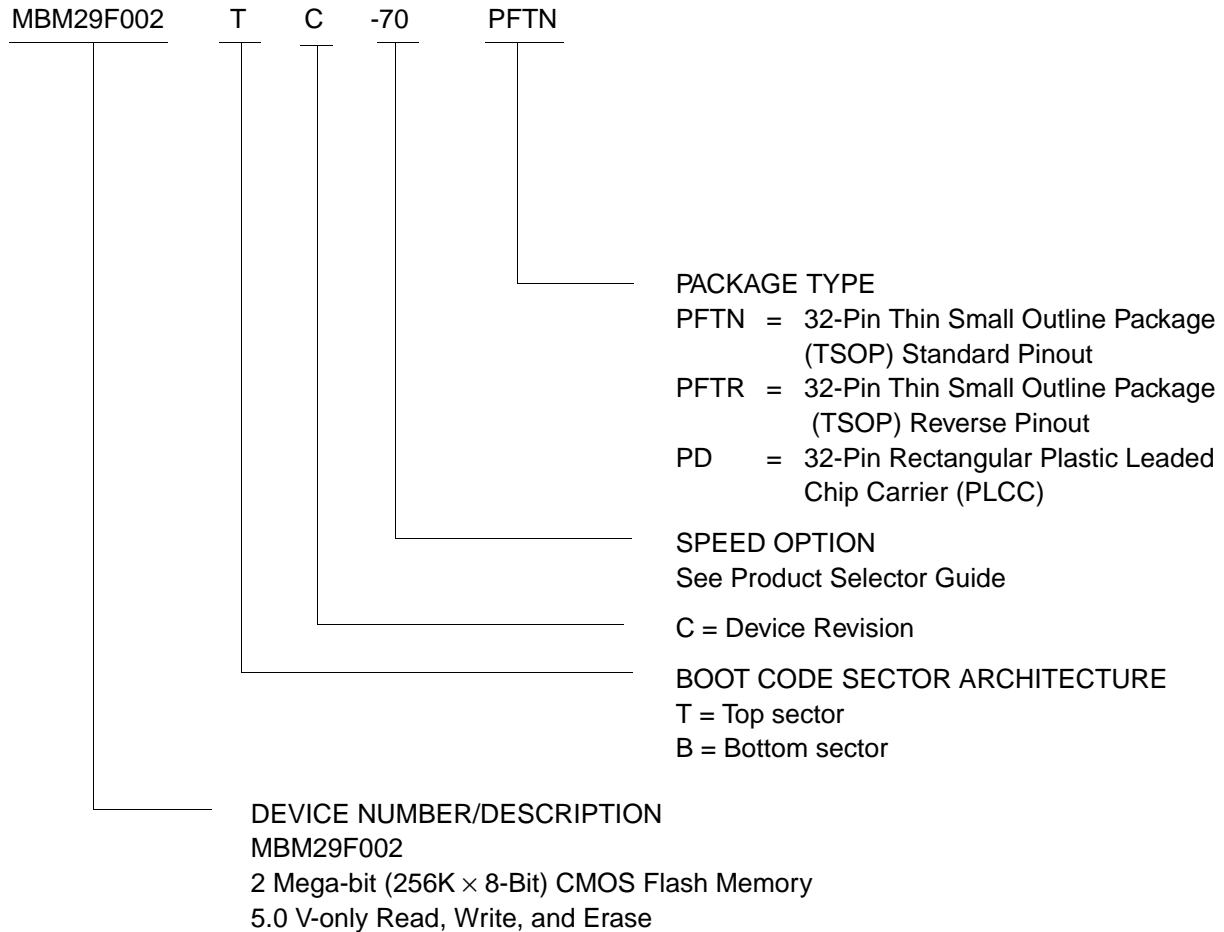 MBM29F002 T C -70 PFTN
PACKAGE TYPE
PFTN = 32-Pin Thin Small Outline Package
(TSOP) Standard Pinout
PFTR = 32-Pin Thin Small Outline Package
(TSOP) Reverse Pinout
PD = 32-Pin Rectangular Plastic Leaded
Chip Carrier (PLCC)
SPEED OPTION
See Product Selector Guide
C = Device Revision
BOOT CODE SECTOR ARCHITECTURE
T = Top sector
B = Bottom sector
DEVICE NUMBER/DESCRIPTION
MBM29F002
2 Mega-bit (256K × 8-Bit) CMOS Flash Memory
5.0 V-only Read, Write, and Erase